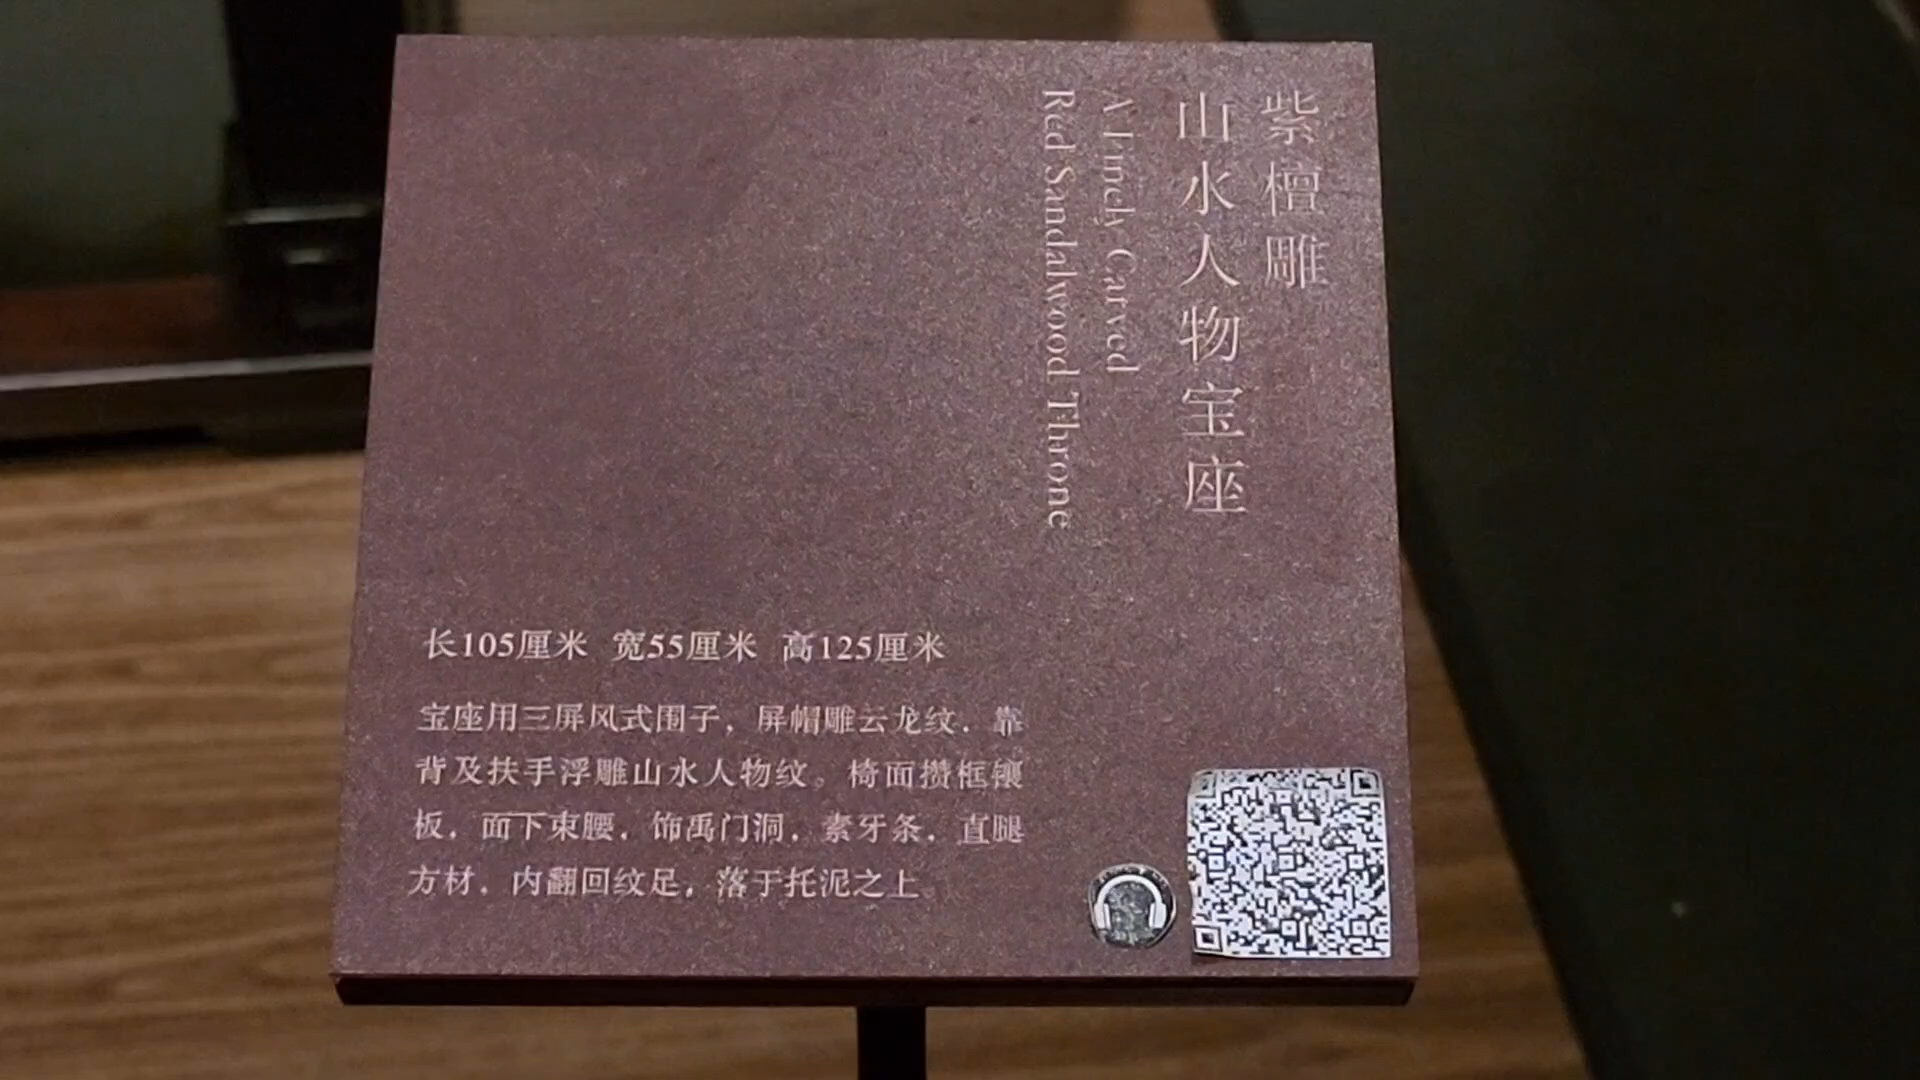 紫檀雕
山水人物宝座
A Finely Carved
Red Sandalwood Throne
长105厘米 宽55厘米 高125厘米
宝座用三屏风式围子，屏帽雕云龙纹，靠
背及扶手浮雕山水人物纹。椅面攒框镶
板，面下束腰，饰禹门洞，素牙条，直腿
方材，内翻回纹足，落于托泥之上。